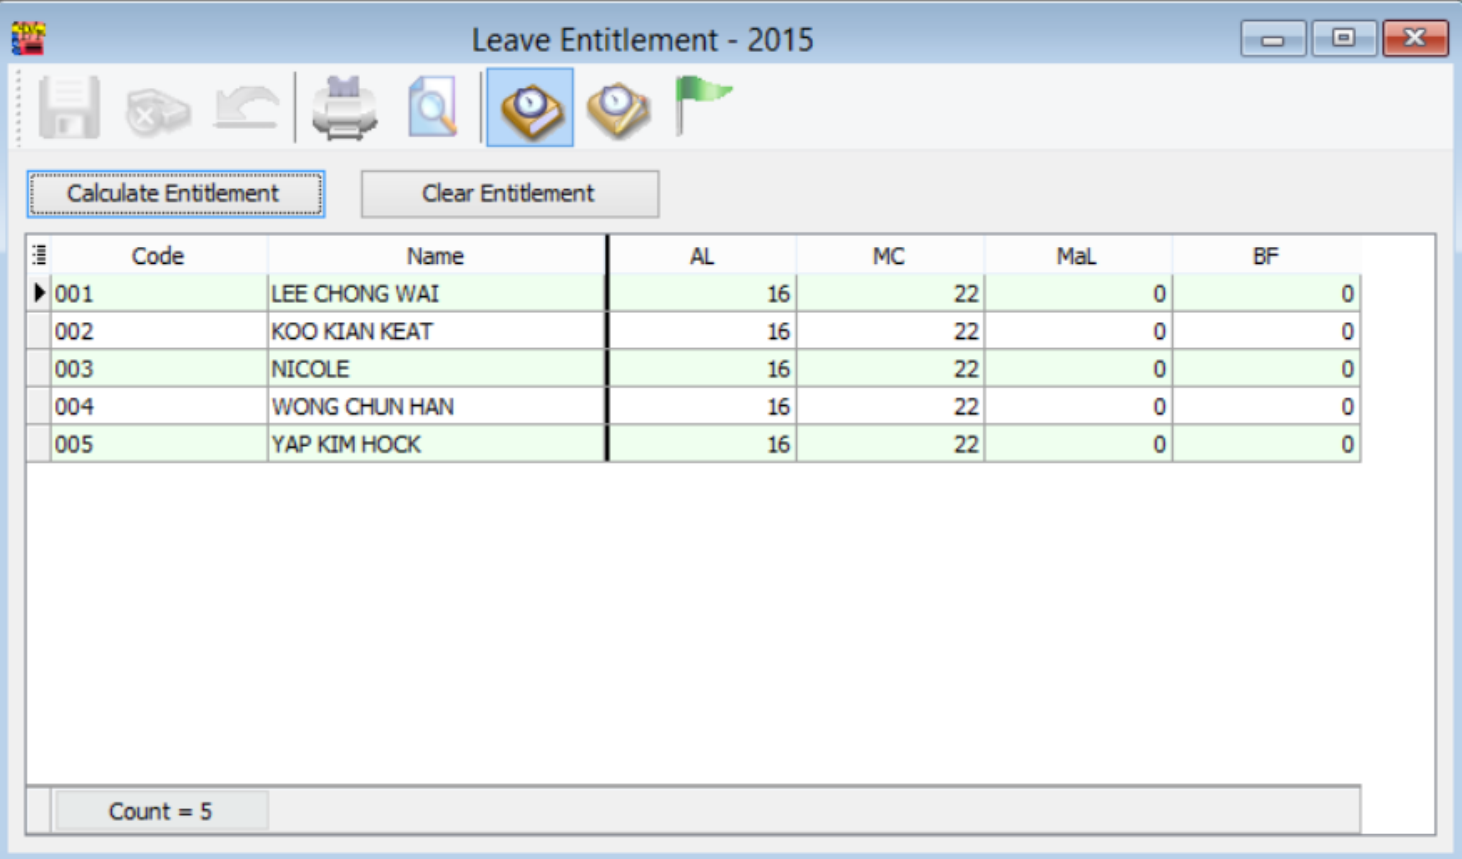 Leave Entitlement - 2015
Calculate Entitlement Clear Entitlement
Code Name AL MC MaL BF
001 LEE CHONG WAI 16 22 0 0
002 KOO KIAN KEAT 16 22 0 0
003 NICOLE 16 22 0 0
004 WONG CHUN HAN 16 22 0 0
005 YAP KIM HOCK 16 22 0 0
Count = 5